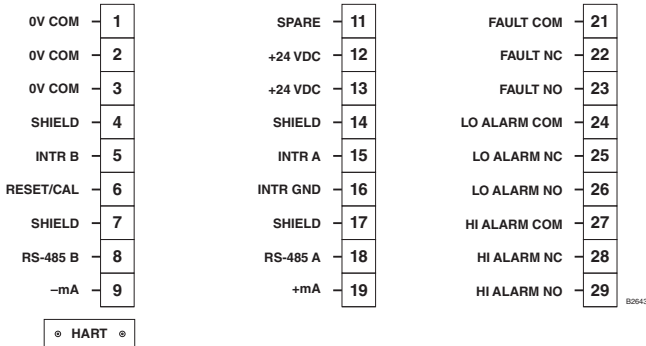 0V COM 1
0V COM 2
0V COM 3
SHIELD 4
INTR B 5
RESET/CAL 6
SHIELD 7
RS-485 B 8
–mA 9
HART
SPARE 11
+24 VDC 12
+24 VDC 13
SHIELD 14
INTR A 15
INTR GND 16
SHIELD 17
RS-485 A 18
+mA 19
FAULT COM 21
FAULT NC 22
FAULT NO 23
LO ALARM COM 24
LO ALARM NC 25
LO ALARM NO 26
HI ALARM COM 27
HI ALARM NC 28
HI ALARM NO 29
B2643